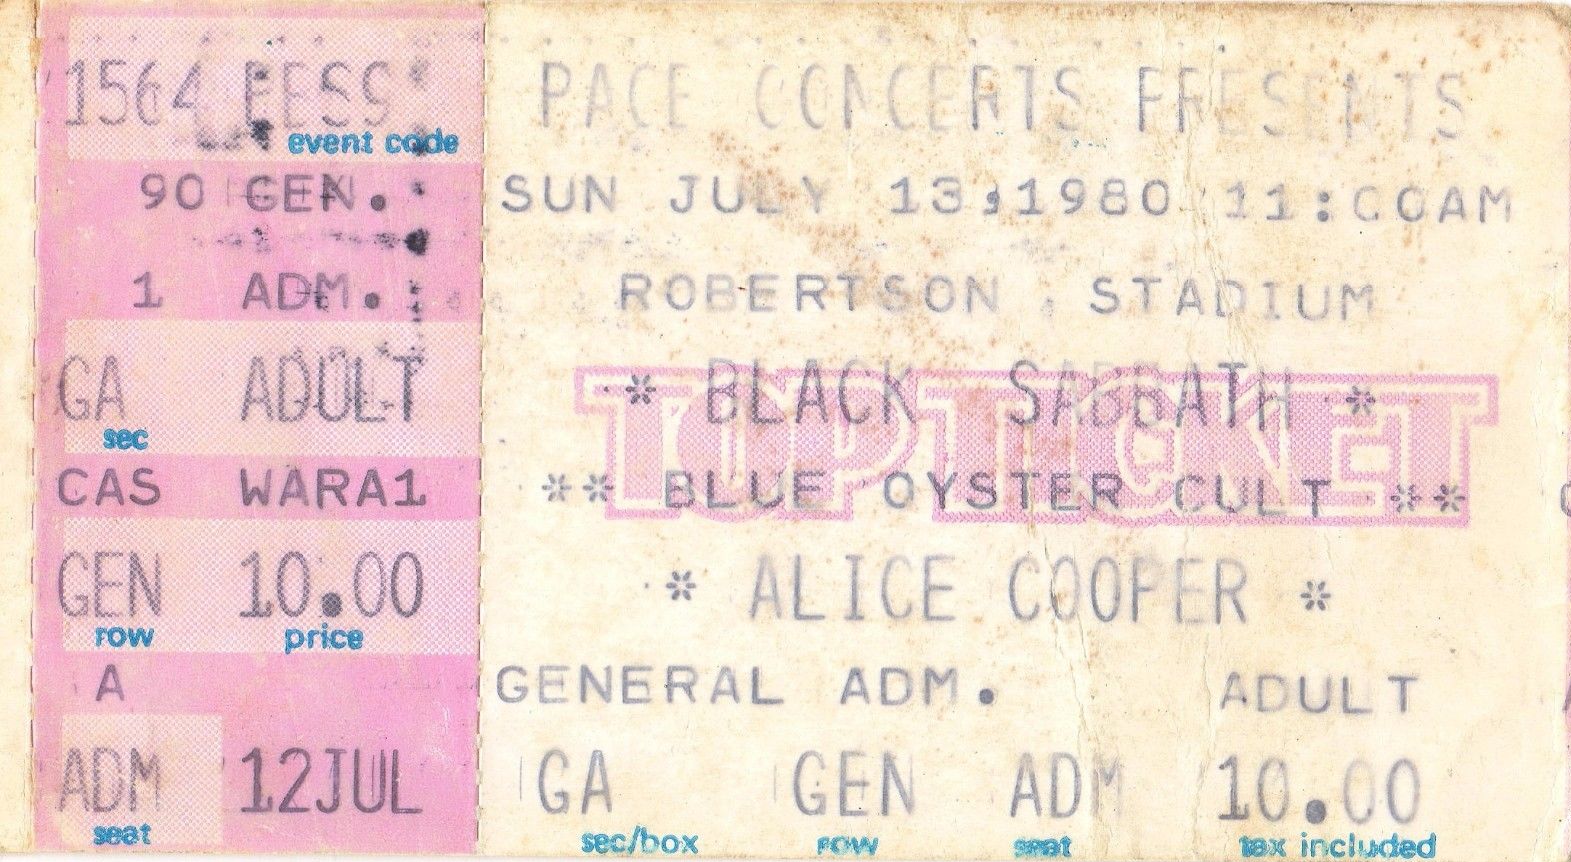 1564 EESS
event code
90 GEN.
1 ADM.
GA ADULT
sec
CAS WARA1
GEN 10.00
row price
A
ADM 12JUL
seat
PACE CONCERTS PRESENTS
SUN JULY 13,1980 11:00AM
ROBERTSON STADIUM
TOP TICKET
* BLACK SABBATH *
** BLUE OYSTER CULT **
* ALICE COOPER *
GENERAL ADM. ADULT
GA GEN ADM 10.00
sec/box row seat tax included